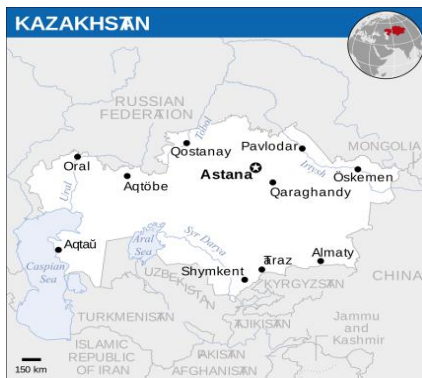 KAZAKHSTAN
RUSSIAN
FEDERATION
Tobol
Qostanay
Pavlodar
Irtysh
MONGOLIA
Oral
Ural
Aqtöbe
Astana
Qaraghandy
Öskemen
Aqtaū
Caspian
Sea
Aral
Sea
Syr Darya
Shymkent
Taraz
Almaty
UZBEKISTAN
KYRGYZSTAN
CHINA
TURKMENISTAN
TAJIKISTAN
Jammu
and
Kashmir
ISLAMIC
REPUBLIC
OF IRAN
PAKISTAN
AFGHANISTAN
150 km